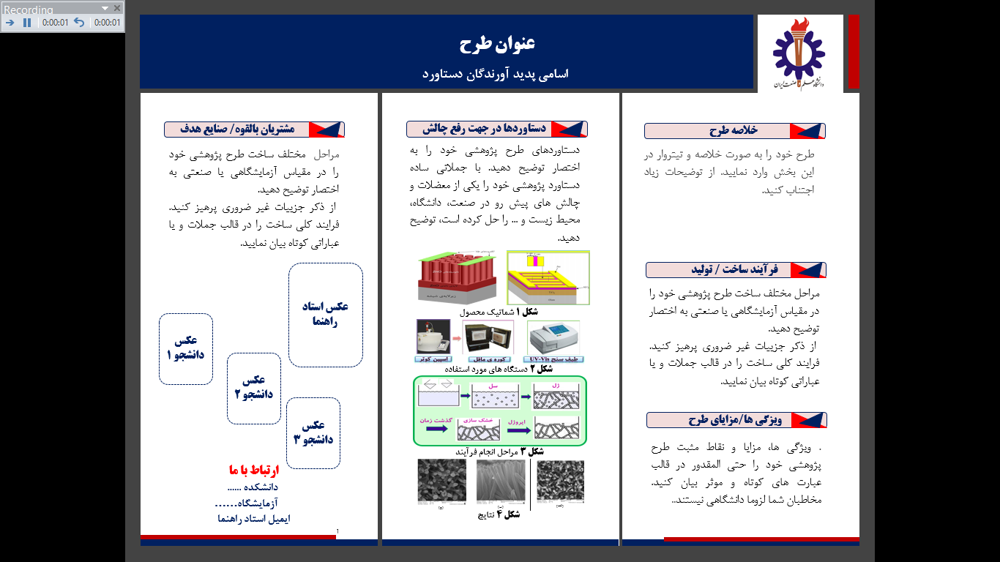 Recording
0:00:01
0:00:01
عنوان طرح
اسامی پدید آورندگان دستاورد
دانشگاه علم و صنعت ایران
خلاصه طرح
طرح خود را به صورت خلاصه و تیتروار در
این بخش وارد نمایید. از توضیحات زیاد
اجتناب کنید.
فرآیند ساخت / تولید
مراحل مختلف ساخت طرح پژوهشی خود را
در مقیاس آزمایشگاهی یا صنعتی به اختصار
توضیح دهید.
از ذکر جزییات غیر ضروری پرهیز کنید.
فرایند کلی ساخت را در قالب جملات و یا
عباراتی کوتاه بیان نمایید.
ویژگی ها/مزایای طرح
. ویژگی ها، مزایا و نقاط مثبت طرح
پژوهشی خود را حتی المقدور در قالب
عبارت های کوتاه و موثر بیان کنید.
مخاطبان شما لزوما دانشگاهی نیستند..
دستاوردها در جهت رفع چالش
دستاوردهای طرح پژوهشی خود را به
اختصار توضیح دهید. با جملاتی ساده
دستاورد پژوهشی خود را یکی از معضلات و
چالش های پیش رو در صنعت، دانشگاه،
محیط زیست و ... را حل کرده است، توضیح
دهید.
شکل ۱ شماتیک محصول
طیف سنج UV-Vis
کوره ی مافل
اسپین کوتر
شکل ۲ دستگاه های مورد استفاده
سل
ژل
گذشت زمان
خشک سازی
ایروژل
شکل ۳ مراحل انجام فرآیند
شکل ۴ نتایج
مشتریان بالقوه/ صنایع هدف
مراحل مختلف ساخت طرح پژوهشی خود
را در مقیاس آزمایشگاهی یا صنعتی به
اختصار توضیح دهید.
از ذکر جزییات غیر ضروری پرهیز کنید.
فرایند کلی ساخت را در قالب جملات و یا
عباراتی کوتاه بیان نمایید.
عکس استاد
راهنما
عکس
دانشجو ۱
عکس
دانشجو ۲
عکس
دانشجو ۳
ارتباط با ما
دانشکده ......
آزمایشگاه......
ایمیل استاد راهنما
۱